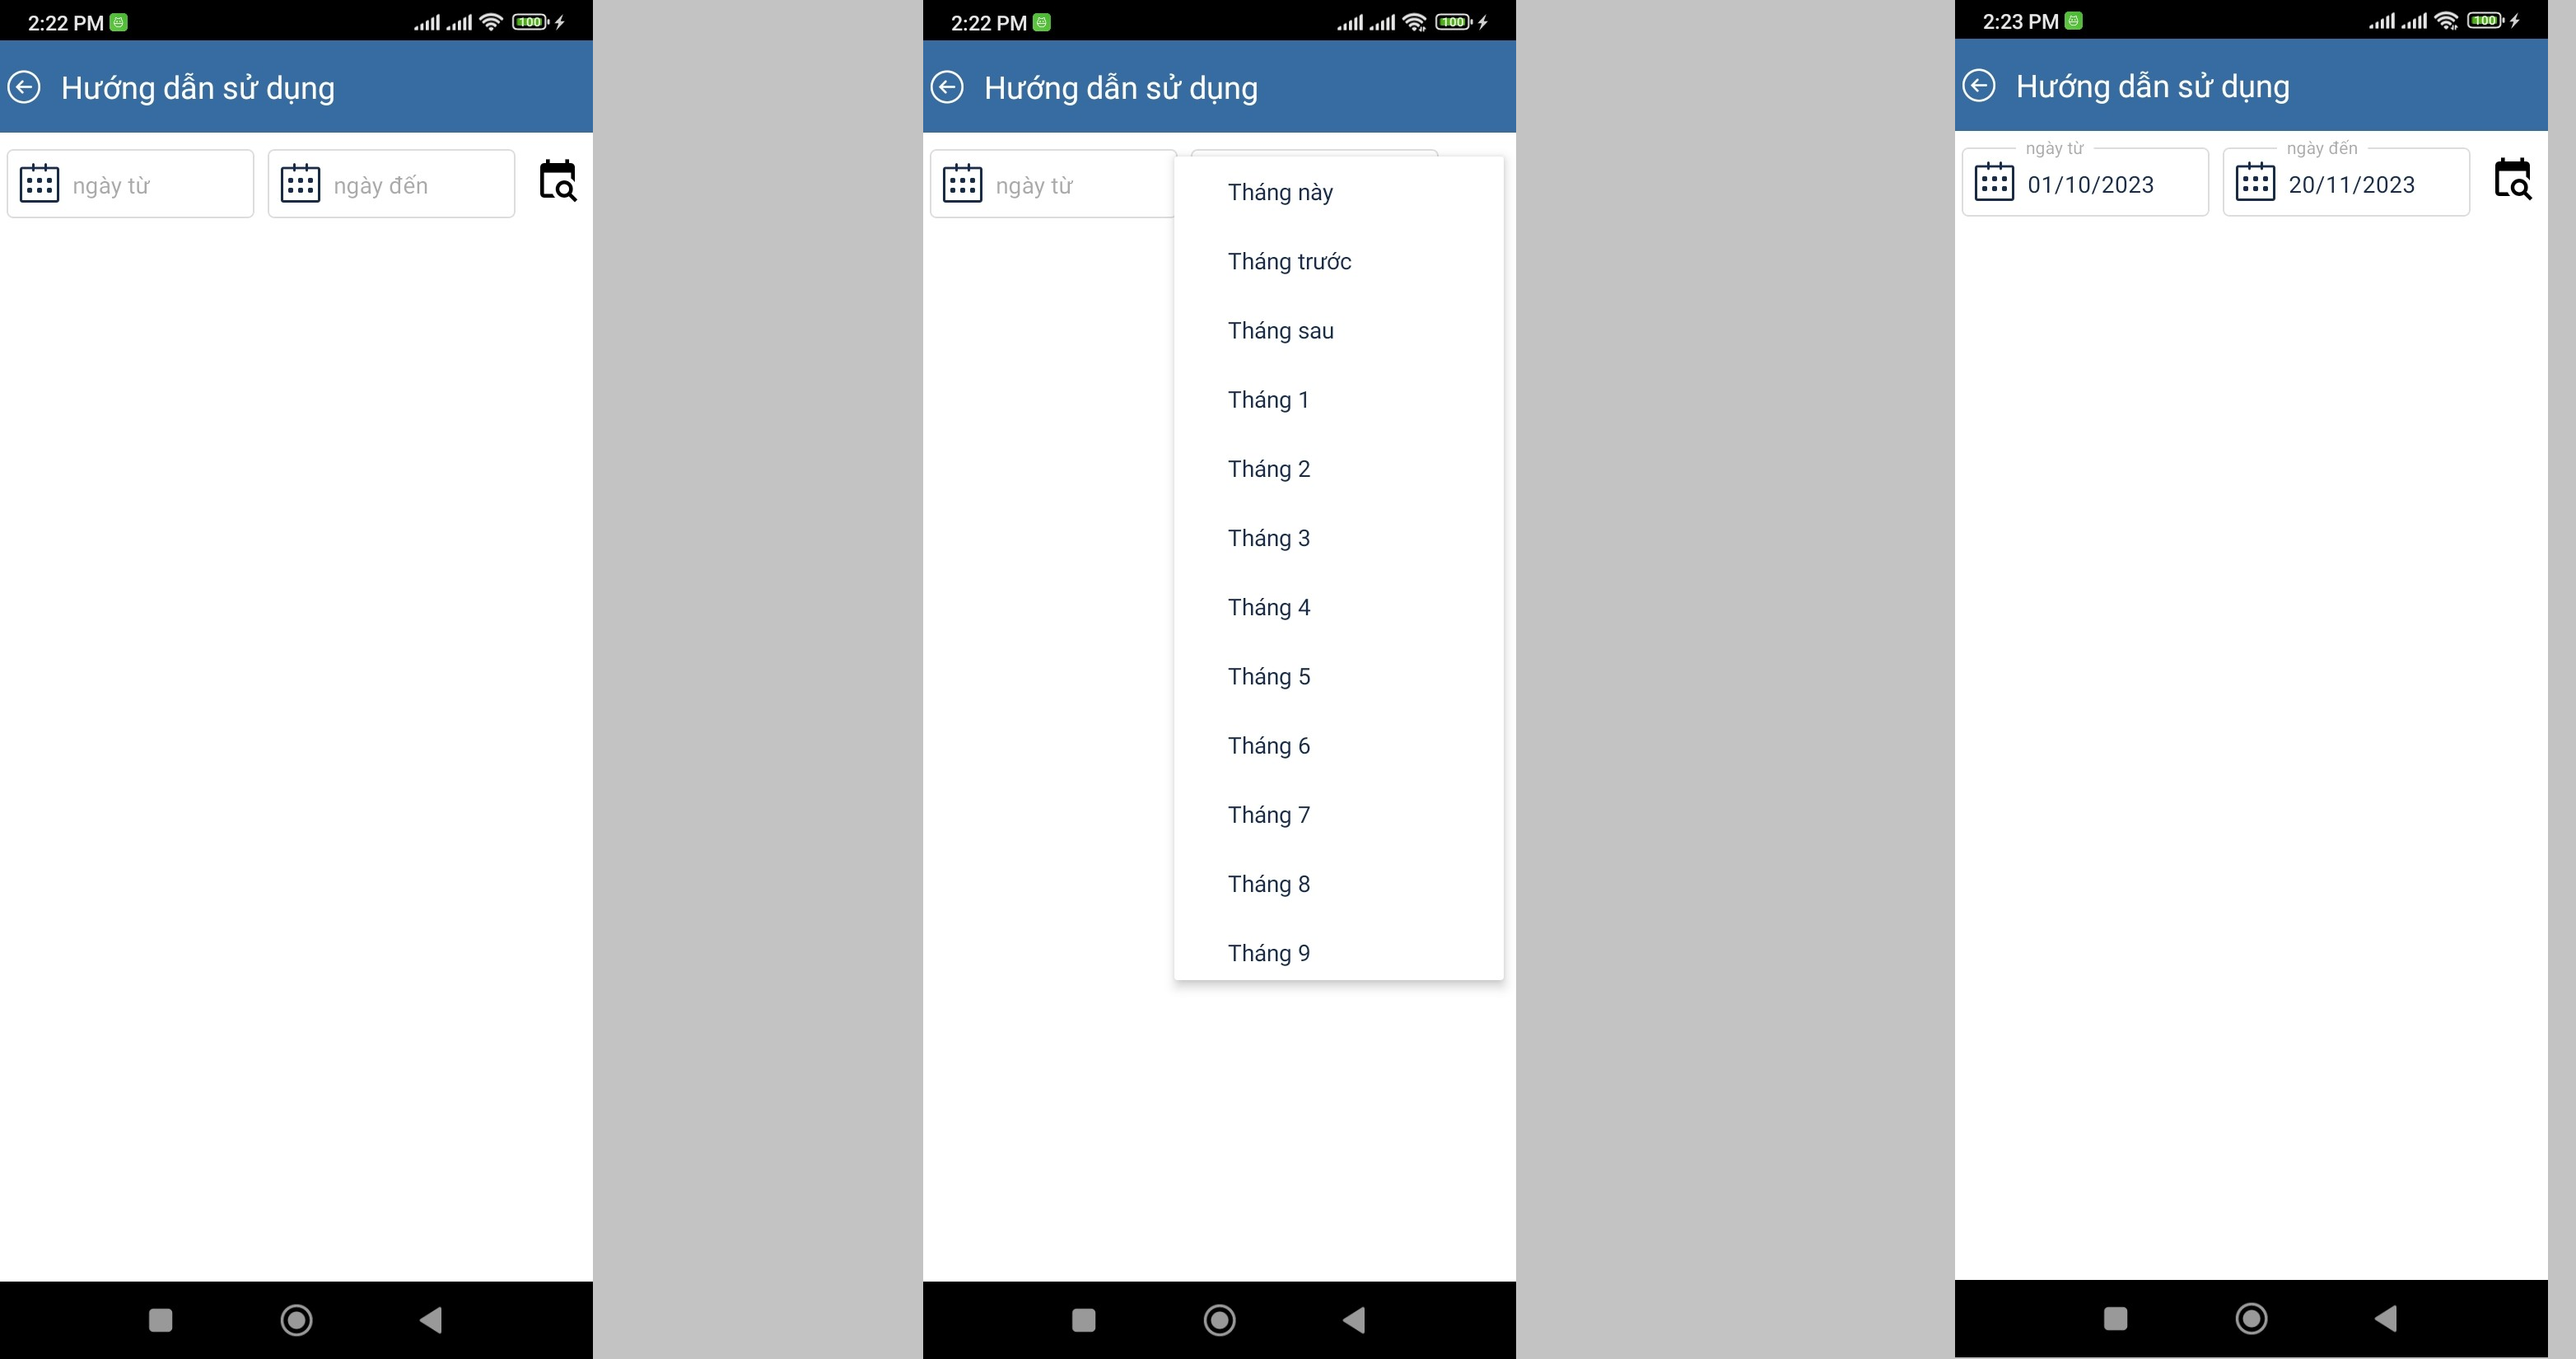 2:22 PM
100
Hướng dẫn sử dụng
ngày từ
ngày đến
2:22 PM
100
Hướng dẫn sử dụng
ngày từ
Tháng này
Tháng trước
Tháng sau
Tháng 1
Tháng 2
Tháng 3
Tháng 4
Tháng 5
Tháng 6
Tháng 7
Tháng 8
Tháng 9
2:23 PM
100
Hướng dẫn sử dụng
ngày từ
01/10/2023
ngày đến
20/11/2023